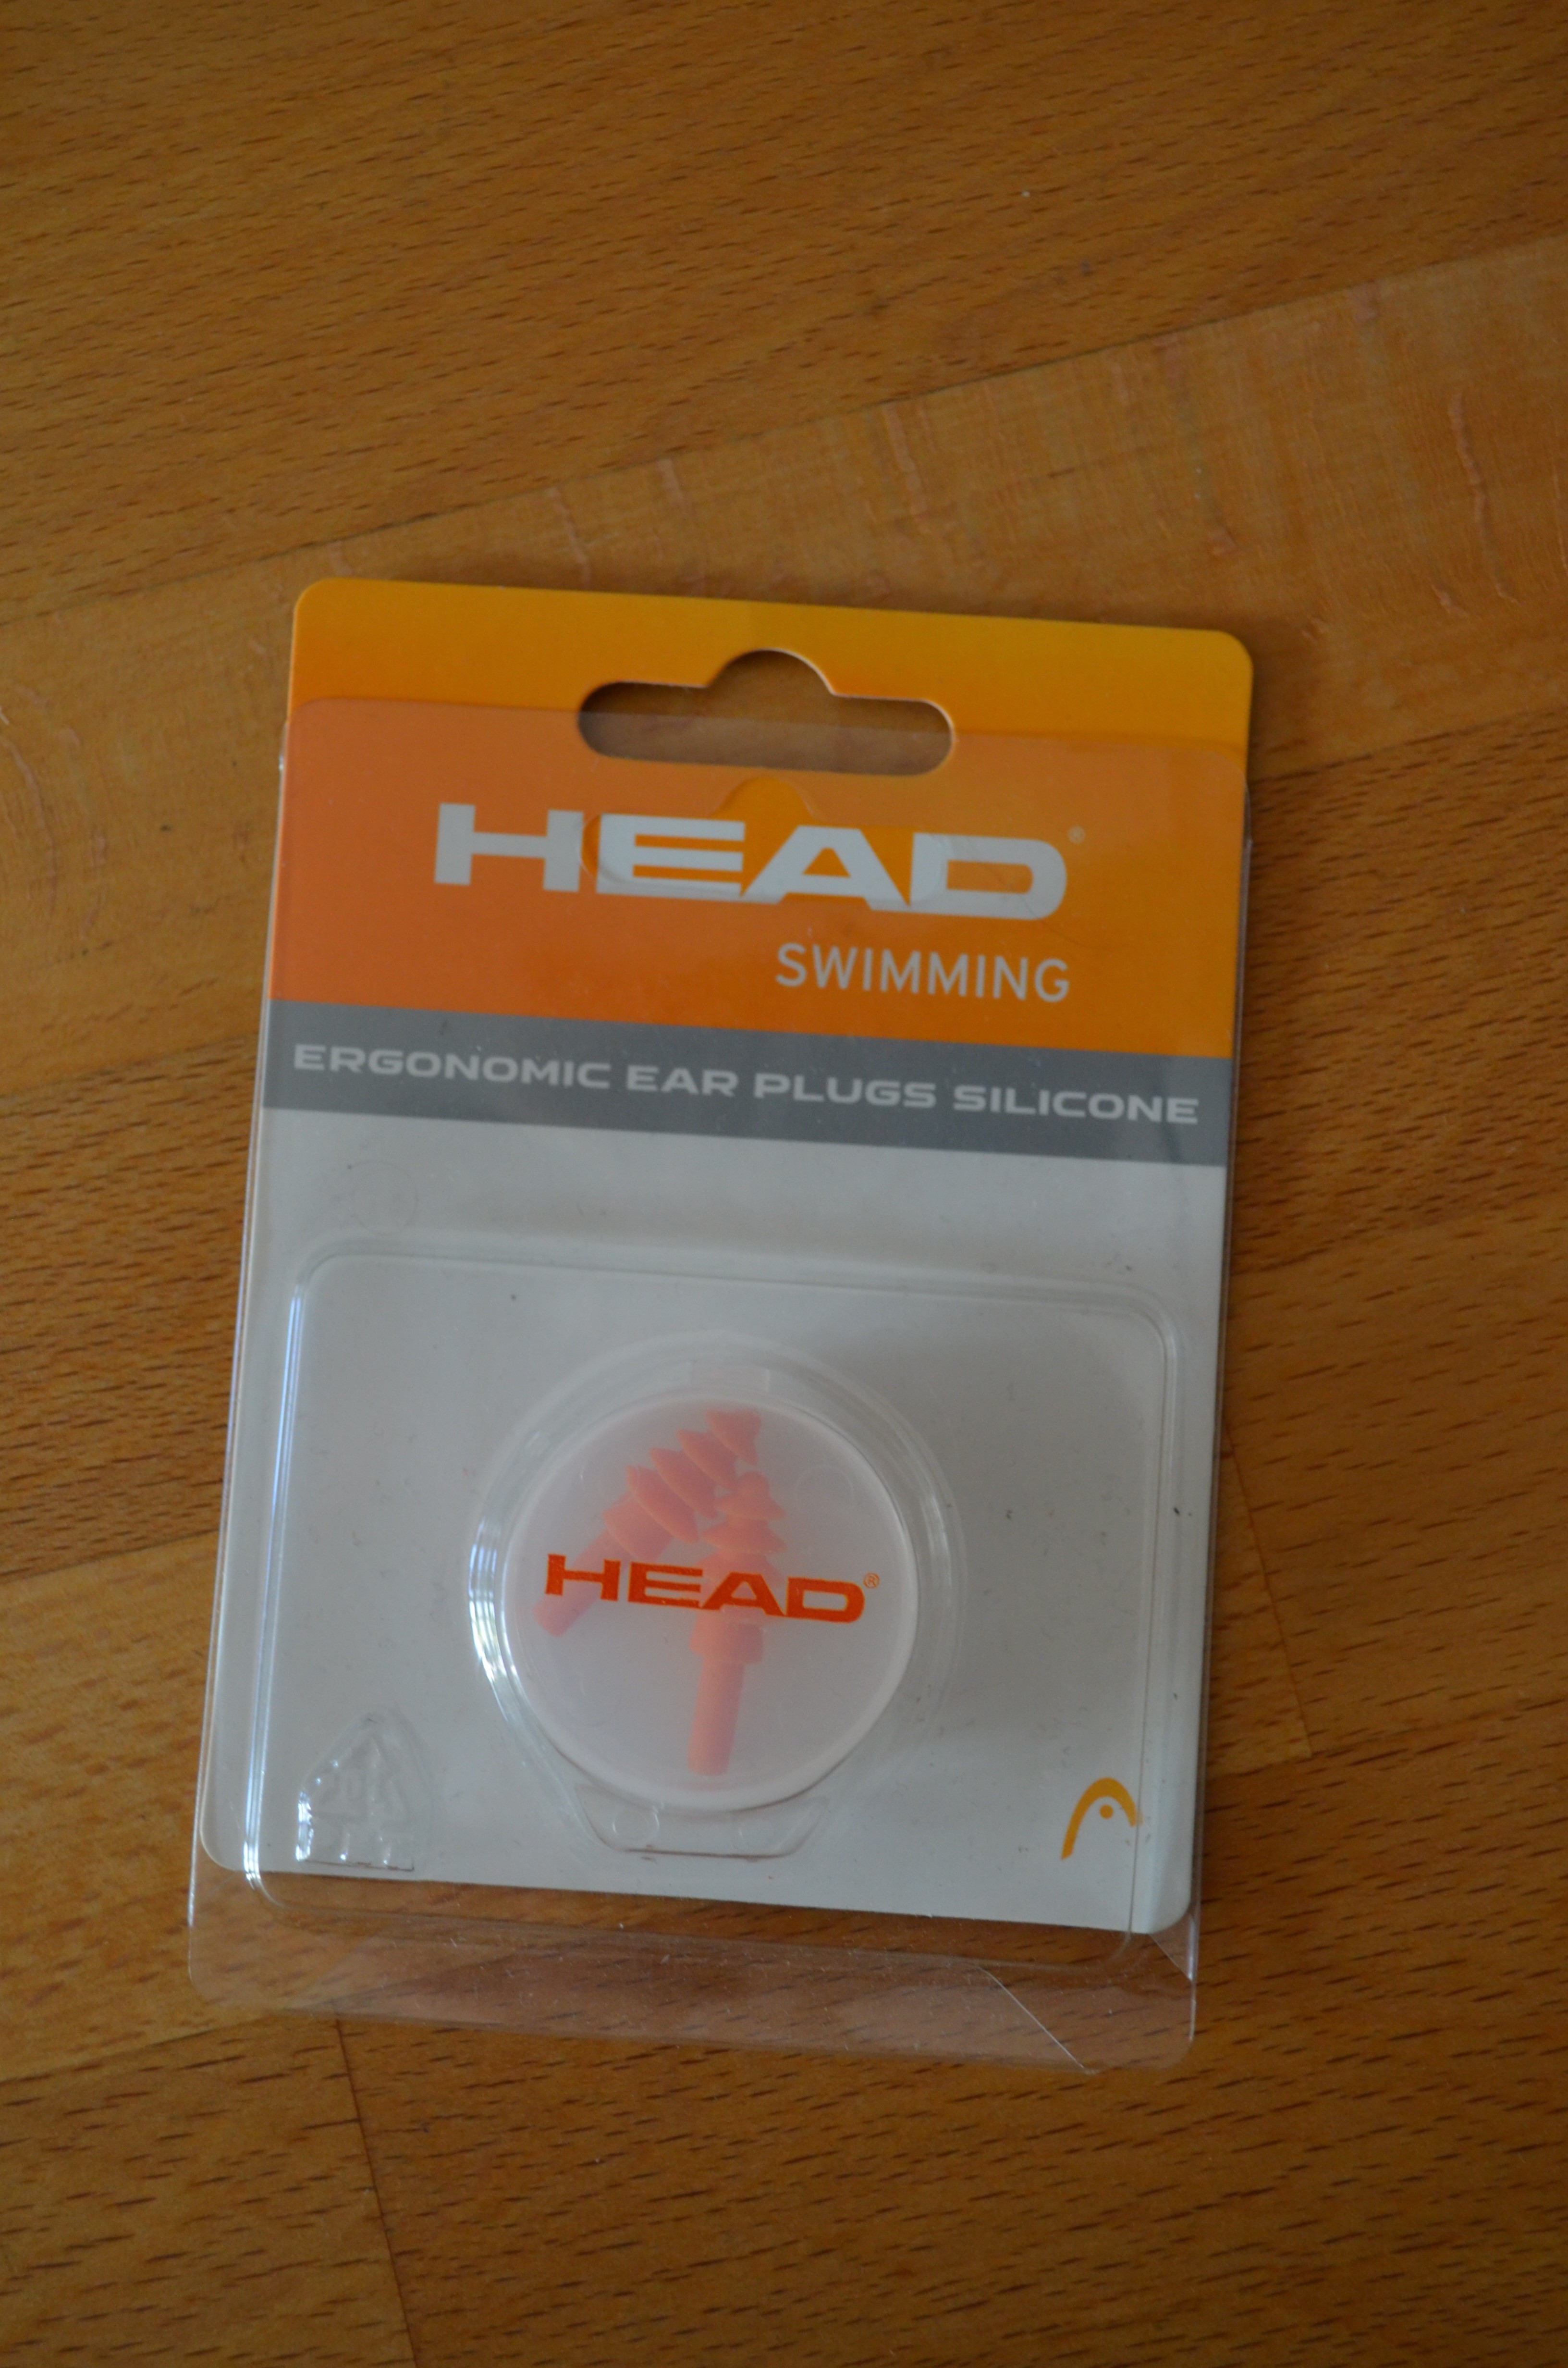 HEAD®
SWIMMING
ERGONOMIC EAR PLUGS SILICONE
HEAD®